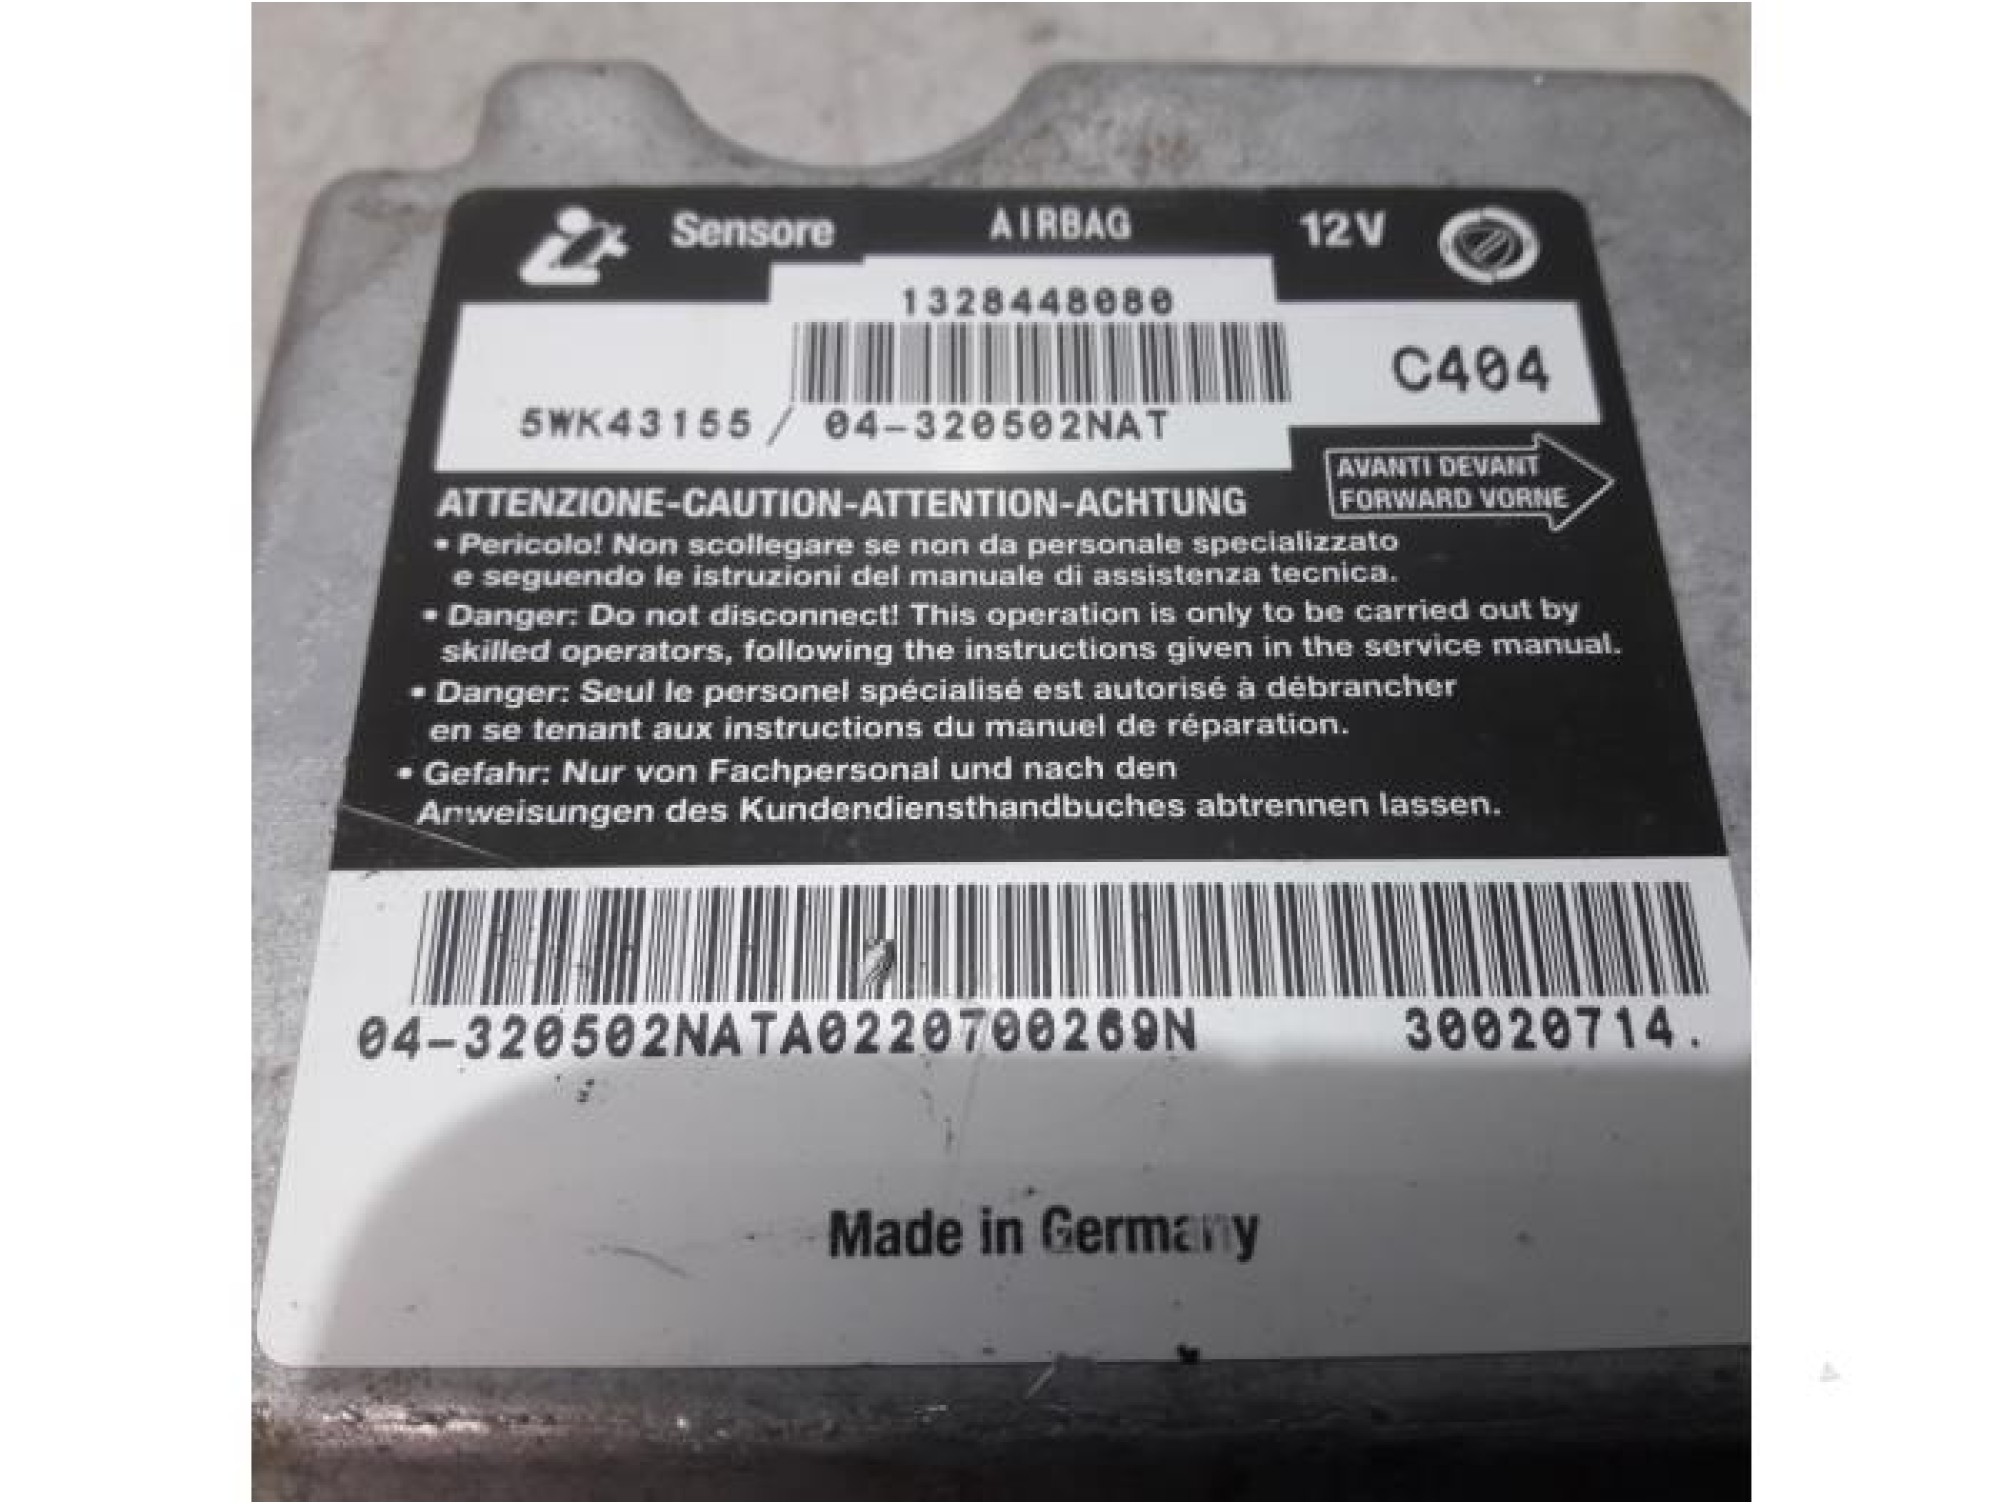 Sensore AIRBAG 12V
1328448080
C404
5WK43155 / 04-320502NAT
AVANTI DEVANT
FORWARD VORNE
ATTENZIONE-CAUTION-ATTENTION-ACHTUNG
• Pericolo! Non scollegare se non da personale specializzato
e seguendo le istruzioni del manuale di assistenza tecnica.
• Danger: Do not disconnect! This operation is only to be carried out by
skilled operators, following the instructions given in the service manual.
• Danger: Seul le personel spécialisé est autorisé à débrancher
en se tenant aux instructions du manuel de réparation.
• Gefahr: Nur von Fachpersonal und nach den
Anweisungen des Kundendiensthandbuches abtrennen lassen.
04-320502NATA0220700269N 30020714.
Made in Germany